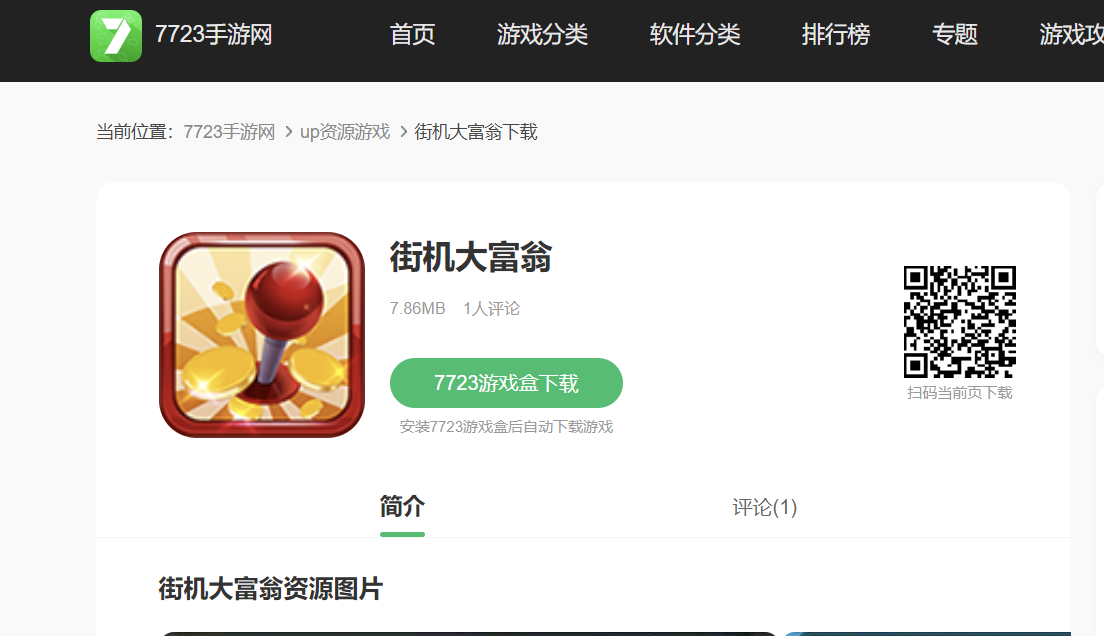 7723手游网 首页 游戏分类 软件分类 排行榜 专题 游戏攻
当前位置：7723手游网 > up资源游戏 > 街机大富翁下载
街机大富翁
7.86MB 1人评论
7723游戏盒下载
安装7723游戏盒后自动下载游戏
扫码当前页下载
简介 评论(1)
街机大富翁资源图片